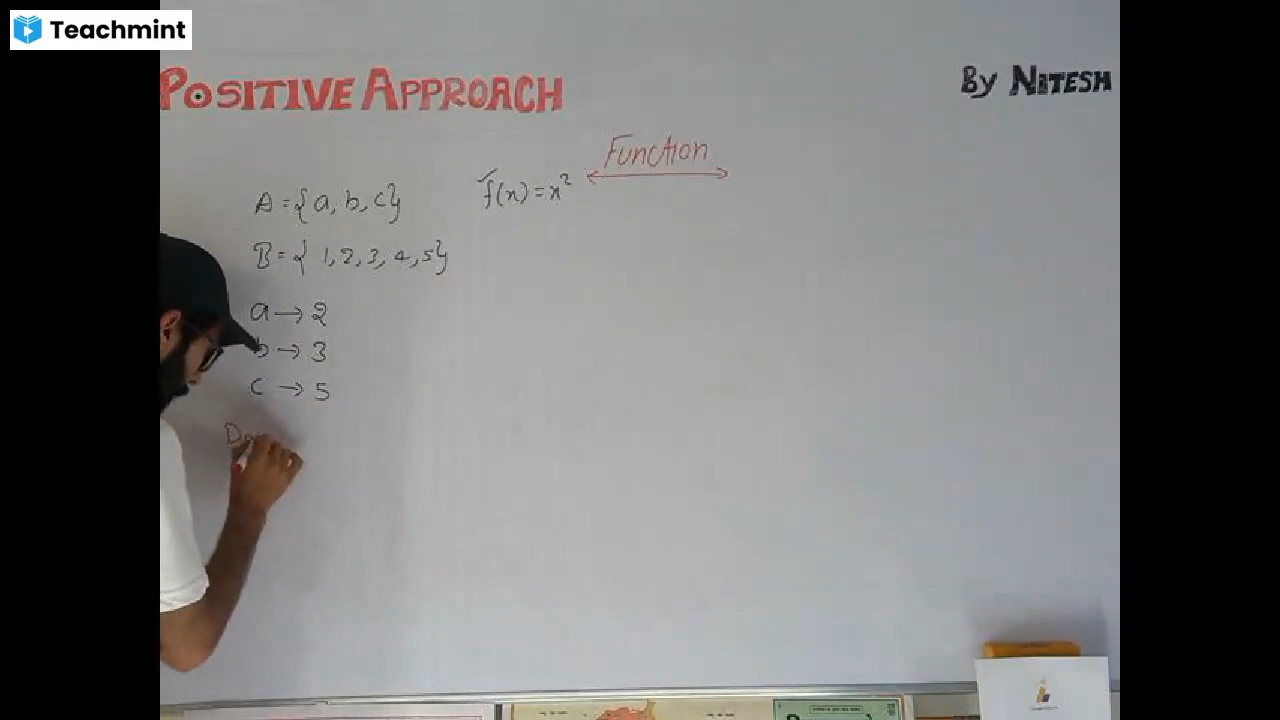 Teachmint
POSITIVE APPROACH
By NITESH
Function
A = {a, b, c}
f(x) = x²
B = { 1, 2, 3, 4, 5}
a → 2
b → 3
c → 5